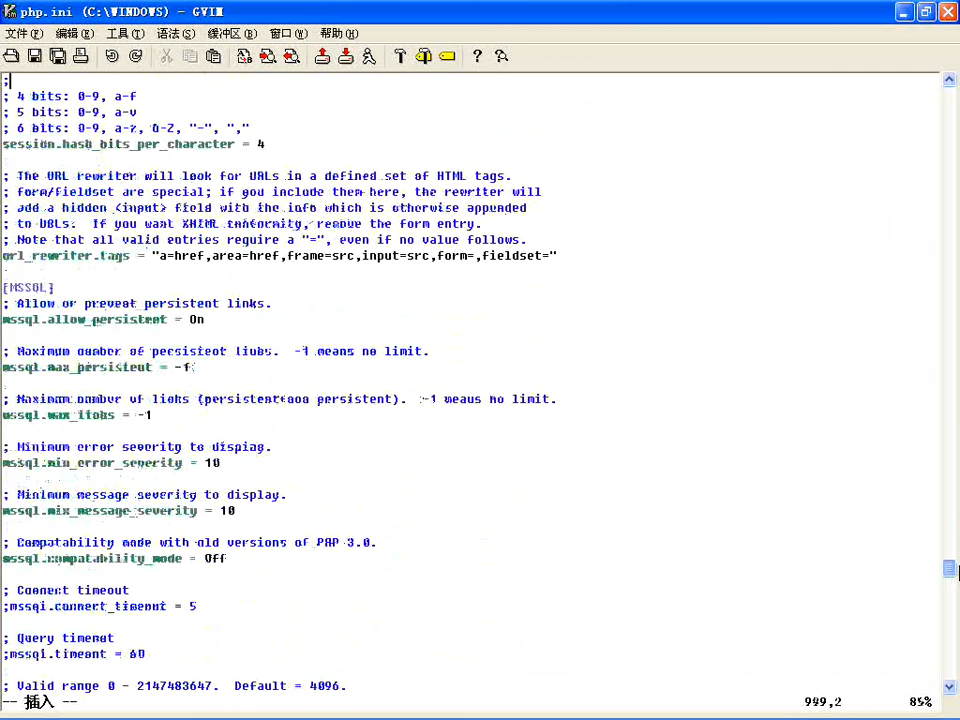 php.ini (C:\WINDOWS) - GVIM
文件(F) 编辑(E) 工具(T) 语法(S) 缓冲区(B) 窗口(W) 帮助(H)
;
; 4 bits: 0-9, a-f
; 5 bits: 0-9, a-v
; 6 bits: 0-9, a-z, A-Z, "-", ","
session.hash_bits_per_character = 4
; The URL rewriter will look for URLs in a defined set of HTML tags.
; form/fieldset are special; if you include them here, the rewriter will
; add a hidden <input> field with the info which is otherwise appended
; to URLs.  If you want XHTML conformity, remove the form entry.
; Note that all valid entries require a "=", even if no value follows.
url_rewriter.tags = "a=href,area=href,frame=src,input=src,form=,fieldset="
[MSSQL]
; Allow or prevent persistent links.
mssql.allow_persistent = On
; Maximum number of persistent links.  -1 means no limit.
mssql.max_persistent = -1
; Maximum number of links (persistent+non persistent).  -1 means no limit.
mssql.max_links = -1
; Minimum error severity to display.
mssql.min_error_severity = 10
; Minimum message severity to display.
mssql.min_message_severity = 10
; Compatability mode with old versions of PHP 3.0.
mssql.compatability_mode = Off
; Connect timeout
;mssql.connect_timeout = 5
; Query timeout
;mssql.timeout = 60
; Valid range 0 - 2147483647.  Default = 4096.
-- 插入 -- 949,2 85%